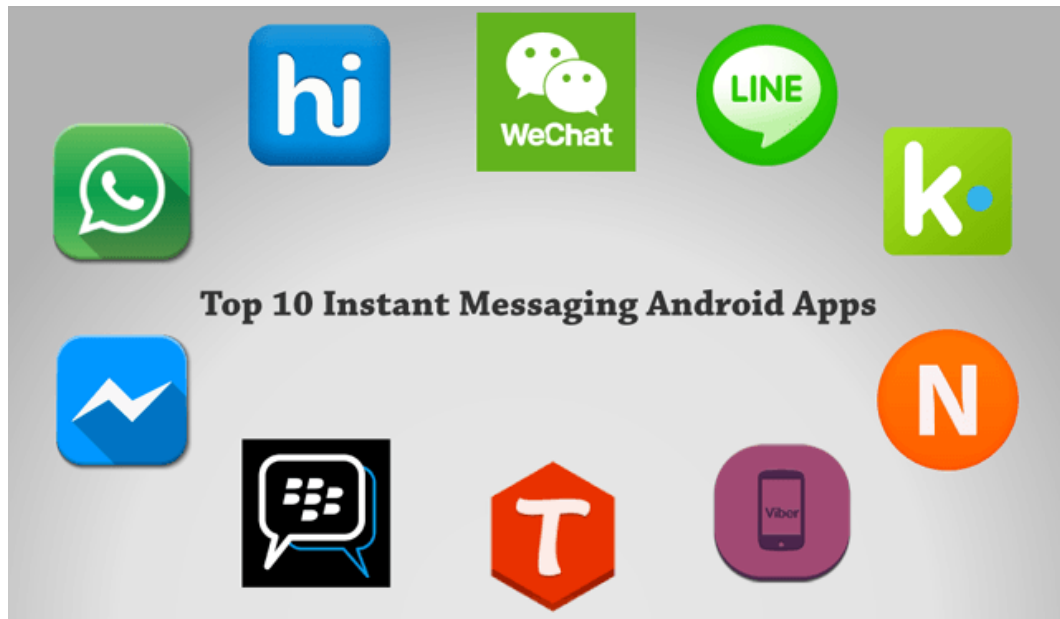 hi
WeChat
LINE
k
Top 10 Instant Messaging Android Apps
N
T
Viber